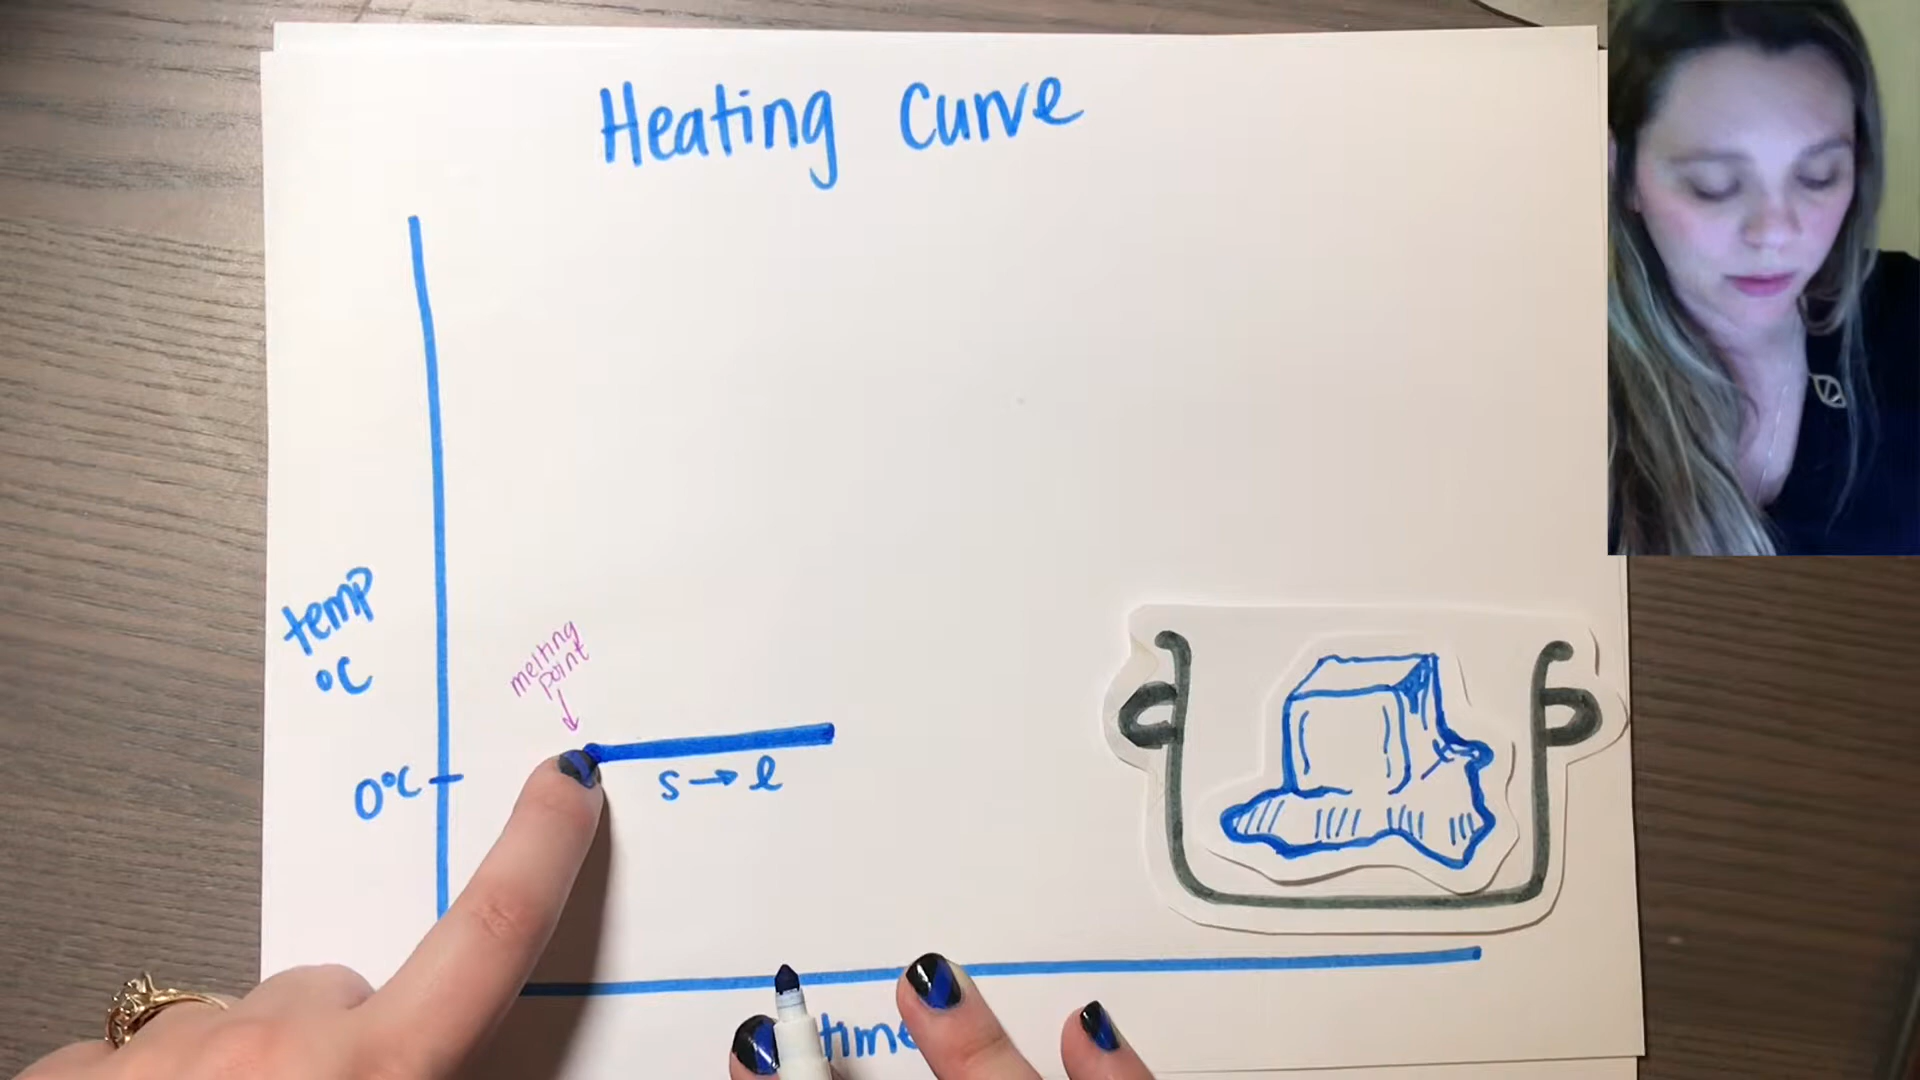 Heating Curve
temp
°C
melting
point
0°C
s → l
time